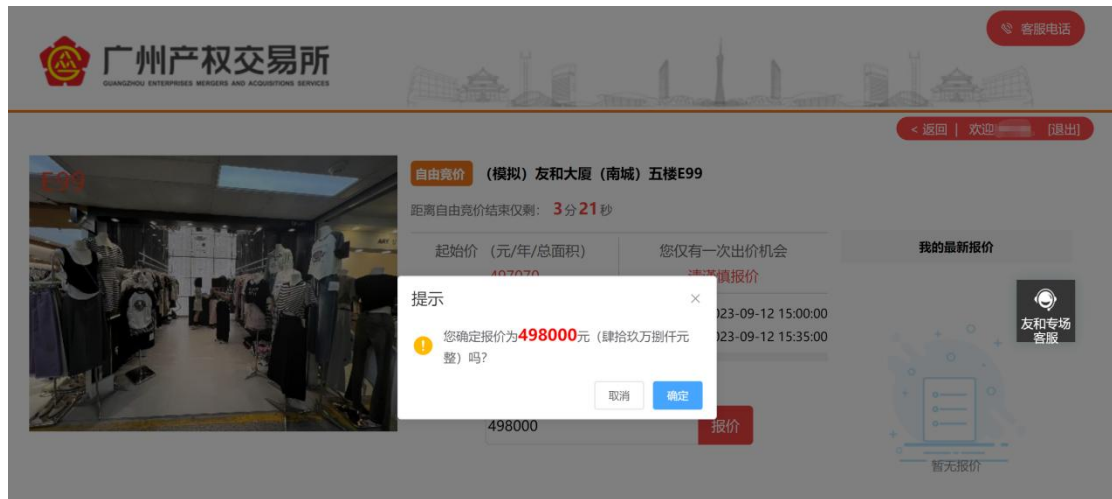 客服电话
广州产权交易所
GUANGZHOU ENTERPRISES MERGERS AND ACQUISITIONS SERVICES
< 返回 | 欢迎 [退出]
E99
自由竞价 （模拟）友和大厦（南城）五楼E99
距离自由竞价结束仅剩： 3分21秒
起始价 （元/年/总面积）
您仅有一次出价机会
我的最新报价
497070
请谨慎报价
提示
023-09-12 15:00:00
023-09-12 15:35:00
您确定报价为498000元（肆拾玖万捌仟元
整）吗?
取消 确定
友和专场
客服
498000
报价
暂无报价